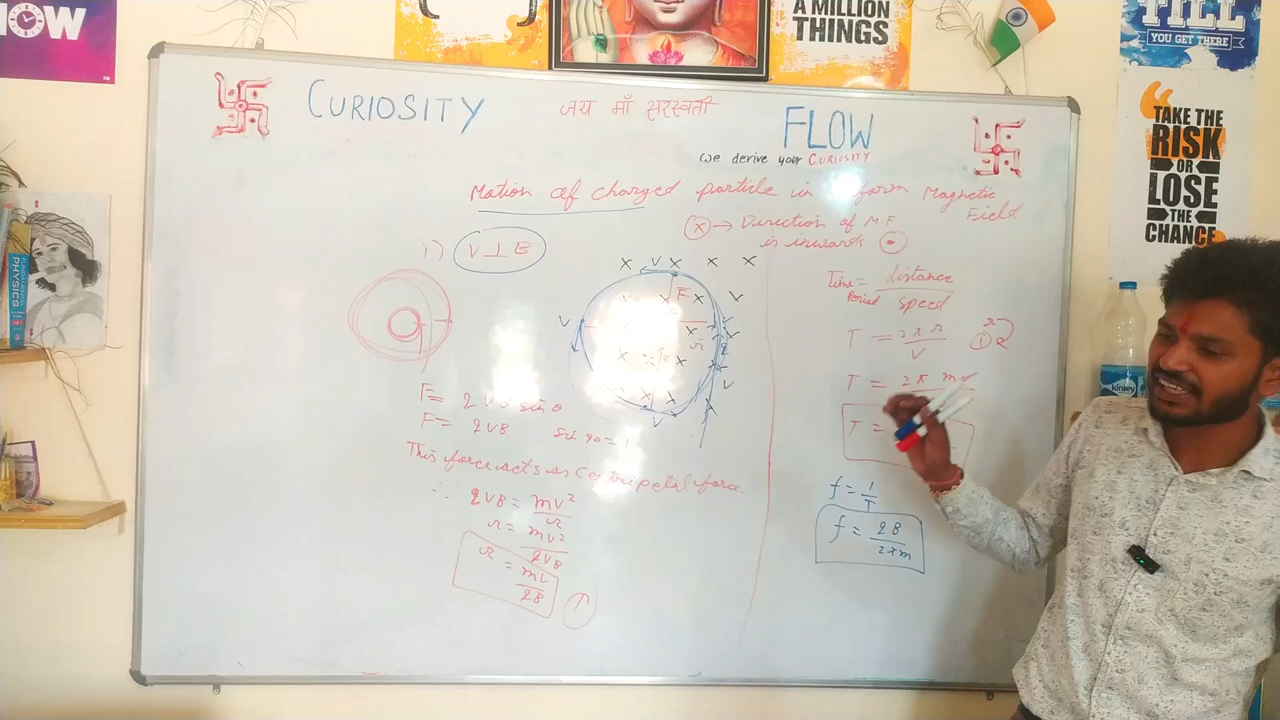 NOW
A MILLION
THINGS
FILL
YOU GET THERE
TAKE THE
RISK
OR
LOSE
THE
CHANCE
CURIOSITY
जय माँ सरस्वती
FLOW
We derive your CURIOSITY
Motion of charged particle in form Magnetic
Field
(x) → Direction of M.F
is inwards
i) V ⊥ B
Time = distance
Period speed
T = 2πr / V
T = 2π mv
T =
F = qVB sin θ
F = qVB sin 90 = 1
This force acts as Centripetal force.
∴ qVB = mv² / r
r = mv² / qVB
r = mv / qB
f = 1 / T
f = qB / 2πm
PHYSICS
Kinley